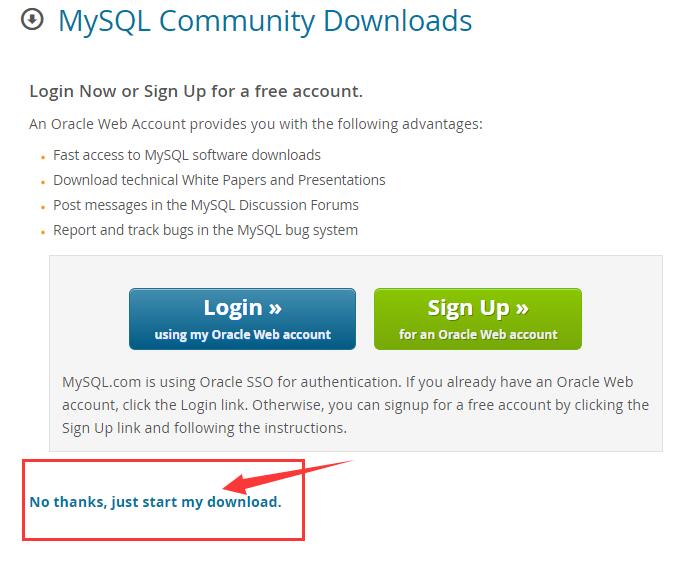 MySQL Community Downloads
Login Now or Sign Up for a free account.
An Oracle Web Account provides you with the following advantages:
Fast access to MySQL software downloads
Download technical White Papers and Presentations
Post messages in the MySQL Discussion Forums
Report and track bugs in the MySQL bug system
Login »
using my Oracle Web account
Sign Up »
for an Oracle Web account
MySQL.com is using Oracle SSO for authentication. If you already have an Oracle Web
account, click the Login link. Otherwise, you can signup for a free account by clicking the
Sign Up link and following the instructions.
No thanks, just start my download.